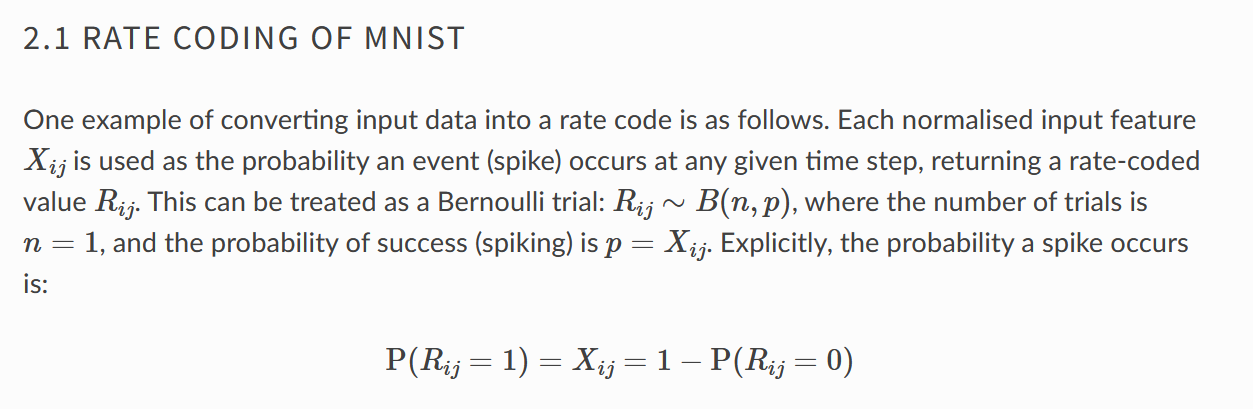 2.1 RATE CODING OF MNIST
One example of converting input data into a rate code is as follows. Each normalised input feature
X_{ij} is used as the probability an event (spike) occurs at any given time step, returning a rate-coded
value R_{ij}. This can be treated as a Bernoulli trial: R_{ij} ∼ B(n, p), where the number of trials is
n = 1, and the probability of success (spiking) is p = X_{ij}. Explicitly, the probability a spike occurs
is:
P(R_{ij} = 1) = X_{ij} = 1 − P(R_{ij} = 0)